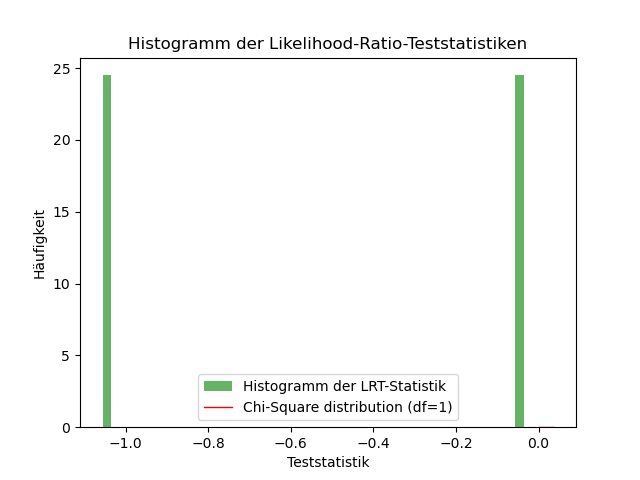 Histogramm der Likelihood-Ratio-Teststatistiken
25
20
15
10
5
0
Häufigkeit
Histogramm der LRT-Statistik
Chi-Square distribution (df=1)
−1.0 −0.8 −0.6 −0.4 −0.2 0.0
Teststatistik